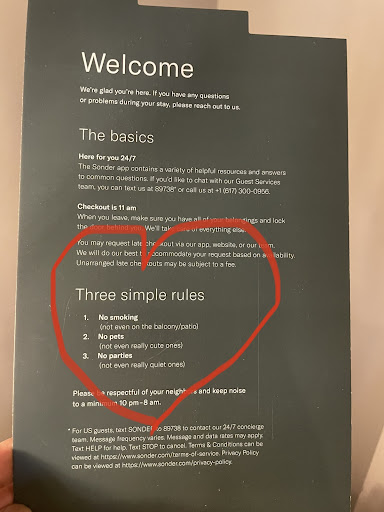 Welcome
We're glad you're here. If you have any questions
or problems during your stay, please reach out to us.
The basics
Here for you 24/7
The Sonder app contains a variety of helpful resources and answers
to common questions. If you'd like to chat with our Guest Services
team, you can text us at 89738* or call us at +1 (617) 300-0956.
Checkout is 11 am
When you leave, make sure you have all of your belongings and lock
the door behind you. We'll take care of everything else.
You may request late checkout via our app, website, or our team.
We will do our best to accommodate your request based on availability.
Unarranged late checkouts may be subject to a fee.
Three simple rules
1. No smoking
(not even on the balcony/patio)
2. No pets
(not even really cute ones)
3. No parties
(not even really quiet ones)
Please be respectful of your neighbors and keep noise
to a minimum 10 pm-8 am.
* For US guests, text SONDER to 89738 to contact our 24/7 concierge
team. Message frequency varies. Message and data rates may apply.
Text HELP for help. Text STOP to cancel. Terms & Conditions can be
viewed at https://www.sonder.com/terms-of-service. Privacy Policy
can be viewed at https://www.sonder.com/privacy-policy.